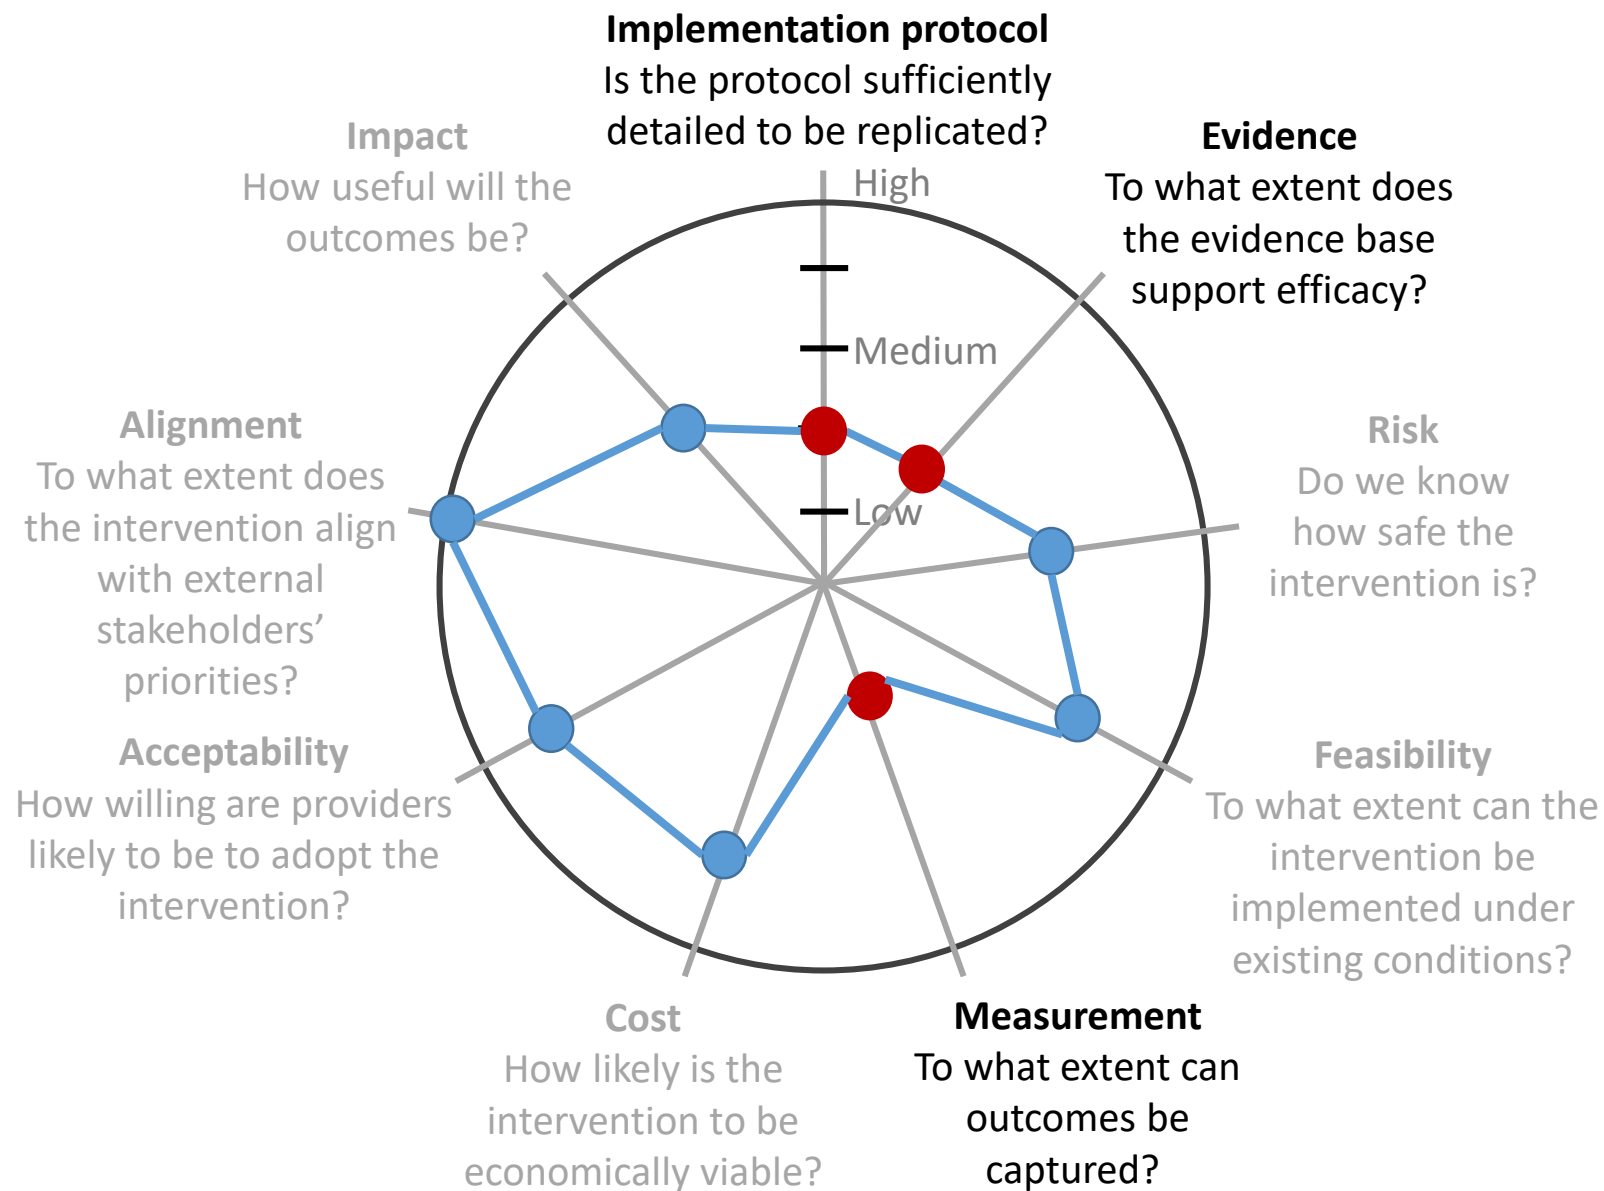 Implementation protocol
Is the protocol sufficiently
detailed to be replicated?
Evidence
To what extent does
the evidence base
support efficacy?
Risk
Do we know
how safe the
intervention is?
Feasibility
To what extent can the
intervention be
implemented under
existing conditions?
Measurement
To what extent can
outcomes be
captured?
Cost
How likely is the
intervention to be
economically viable?
Acceptability
How willing are providers
likely to be to adopt the
intervention?
Alignment
To what extent does
the intervention align
with external
stakeholders’
priorities?
Impact
How useful will the
outcomes be?
High
Medium
Low